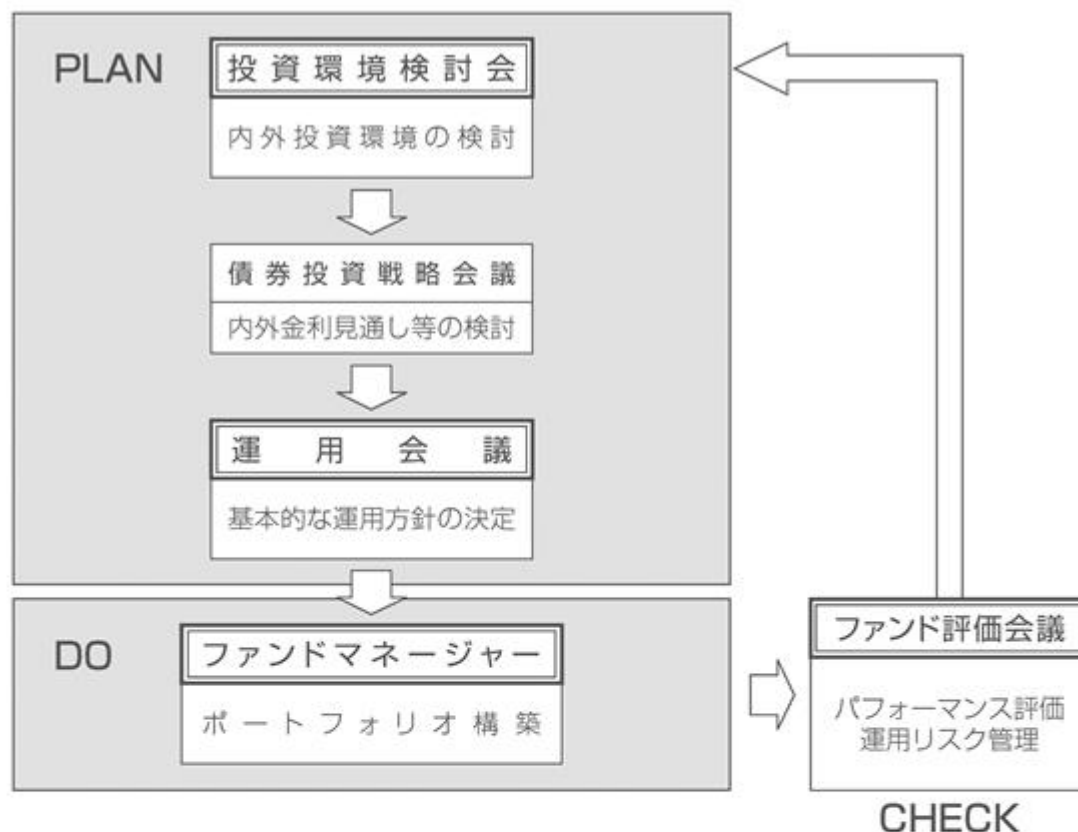 PLAN
投資環境検討会
内外投資環境の検討
債券投資戦略会議
内外金利見通し等の検討
運用会議
基本的な運用方針の決定
DO
ファンドマネージャー
ポートフォリオ構築
ファンド評価会議
パフォーマンス評価
運用リスク管理
CHECK